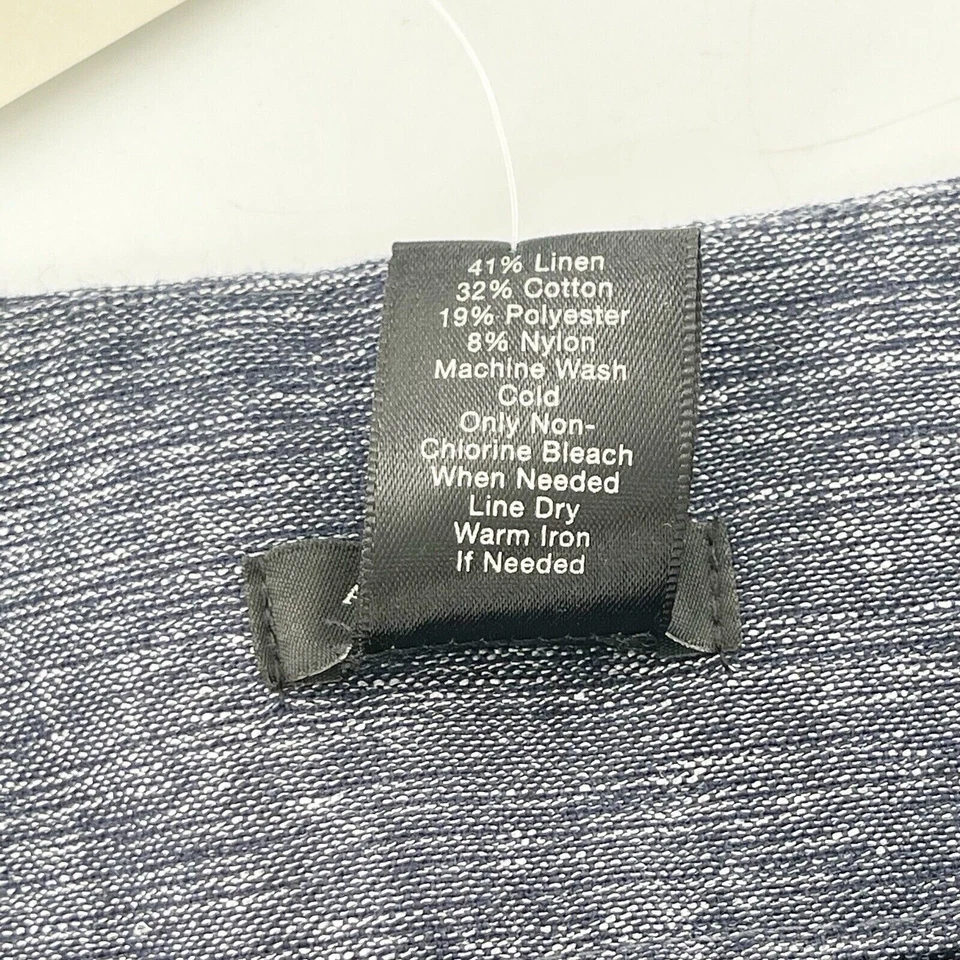 41% Linen
32% Cotton
19% Polyester
8% Nylon
Machine Wash
Cold
Only Non-
Chlorine Bleach
When Needed
Line Dry
Warm Iron
If Needed